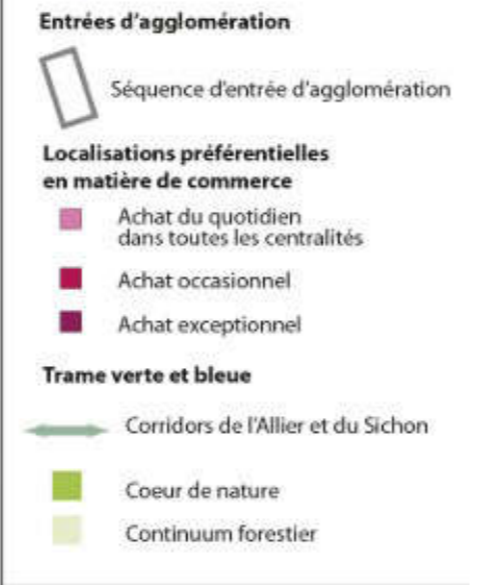 Entrées d'agglomération
Séquence d'entrée d'agglomération
Localisations préférentielles
en matière de commerce
Achat du quotidien
dans toutes les centralités
Achat occasionnel
Achat exceptionnel
Trame verte et bleue
Corridors de l'Allier et du Sichon
Coeur de nature
Continuum forestier